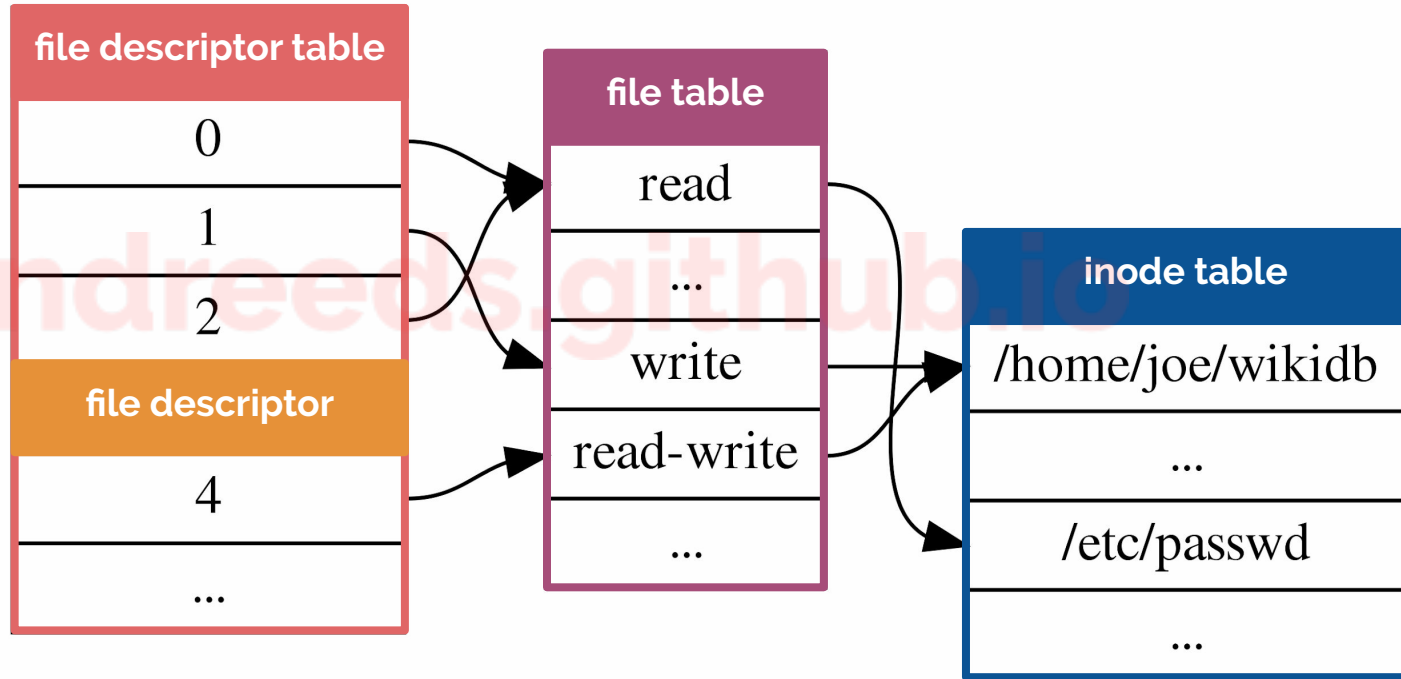 file descriptor table
0
1
2
file descriptor
4
...
file table
read
...
write
read-write
...
inode table
/home/joe/wikidb
...
/etc/passwd
...
ndreeds.github.io